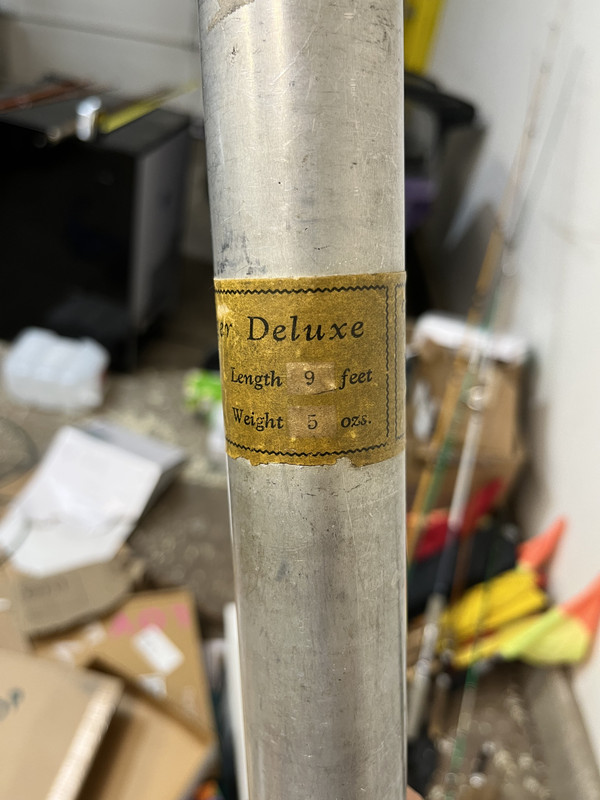 er Deluxe
Length 9 feet
Weight 5 ozs.